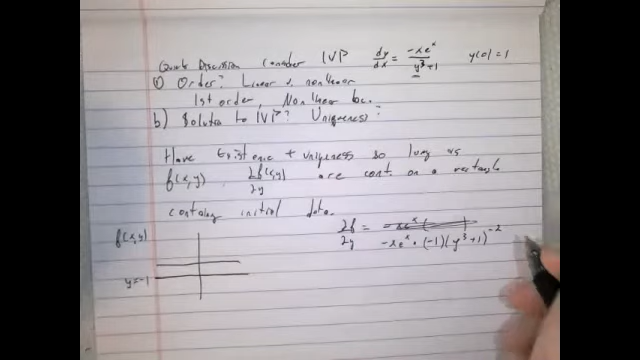 Quick Discussion Consider IVP dy/dx = -xe^x / y^3+1 y(0) = 1
a) Order? Linear v. nonlinear
1st order, Nonlinear bc.
b) Solution to IVP? Uniqueness?
Have Existence + uniqueness so long as
f(x,y) ∂f(x,y)/∂y are cont. on a rectangle
containing initial data.
∂f/∂y = -xe^x · (-1)(y^3+1)^-2
f(x,y)
y=-1